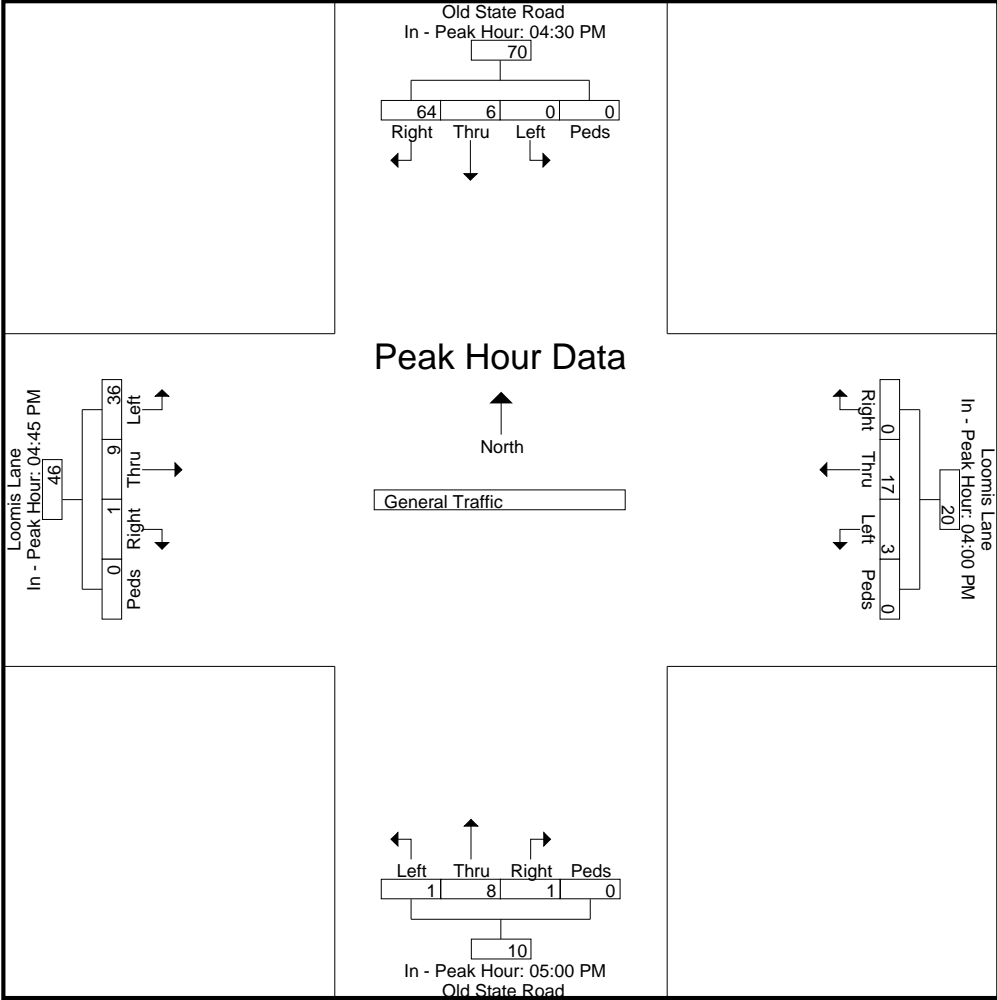 Old State Road
In - Peak Hour: 04:30 PM
70
64 6 0 0
Right Thru Left Peds
Peak Hour Data
North
General Traffic
Loomis Lane
In - Peak Hour: 04:45 PM
46
36 9 1 0
Left Thru Right Peds
Loomis Lane
In - Peak Hour: 04:00 PM
20
0 17 3 0
Right Thru Left Peds
Left Thru Right Peds
1 8 1 0
10
In - Peak Hour: 05:00 PM
Old State Road